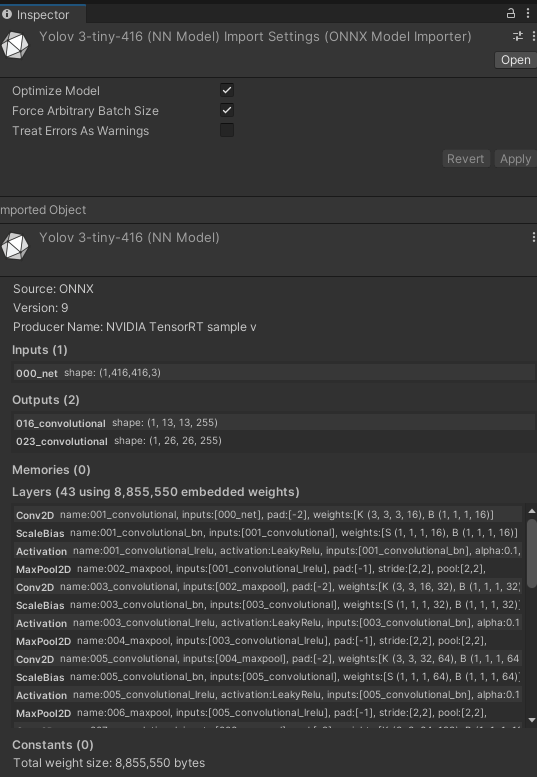 Inspector
Yolov 3-tiny-416 (NN Model) Import Settings (ONNX Model Importer)
Open
Optimize Model
Force Arbitrary Batch Size
Treat Errors As Warnings
Revert Apply
mported Object
Yolov 3-tiny-416 (NN Model)
Source: ONNX
Version: 9
Producer Name: NVIDIA TensorRT sample v
Inputs (1)
000_net shape: (1,416,416,3)
Outputs (2)
016_convolutional shape: (1, 13, 13, 255)
023_convolutional shape: (1, 26, 26, 255)
Memories (0)
Layers (43 using 8,855,550 embedded weights)
Conv2D name:001_convolutional, inputs:[000_net], pad:[-2], weights:[K (3, 3, 3, 16), B (1, 1, 1, 16)]
ScaleBias name:001_convolutional_bn, inputs:[001_convolutional], weights:[S (1, 1, 1, 16), B (1, 1, 1, 16)]
Activation name:001_convolutional_lrelu, activation:LeakyRelu, inputs:[001_convolutional_bn], alpha:0.1,
MaxPool2D name:002_maxpool, inputs:[001_convolutional_lrelu], pad:[-1], stride:[2,2], pool:[2,2],
Conv2D name:003_convolutional, inputs:[002_maxpool], pad:[-2], weights:[K (3, 3, 16, 32), B (1, 1, 1, 32)
ScaleBias name:003_convolutional_bn, inputs:[003_convolutional], weights:[S (1, 1, 1, 32), B (1, 1, 1, 32)]
Activation name:003_convolutional_lrelu, activation:LeakyRelu, inputs:[003_convolutional_bn], alpha:0.1
MaxPool2D name:004_maxpool, inputs:[003_convolutional_lrelu], pad:[-1], stride:[2,2], pool:[2,2],
Conv2D name:005_convolutional, inputs:[004_maxpool], pad:[-2], weights:[K (3, 3, 32, 64), B (1, 1, 1, 64
ScaleBias name:005_convolutional_bn, inputs:[005_convolutional], weights:[S (1, 1, 1, 64), B (1, 1, 1, 64)]
Activation name:005_convolutional_lrelu, activation:LeakyRelu, inputs:[005_convolutional_bn], alpha:0.1
MaxPool2D name:006_maxpool, inputs:[005_convolutional_lrelu], pad:[-1], stride:[2,2], pool:[2,2],
Constants (0)
Total weight size: 8,855,550 bytes